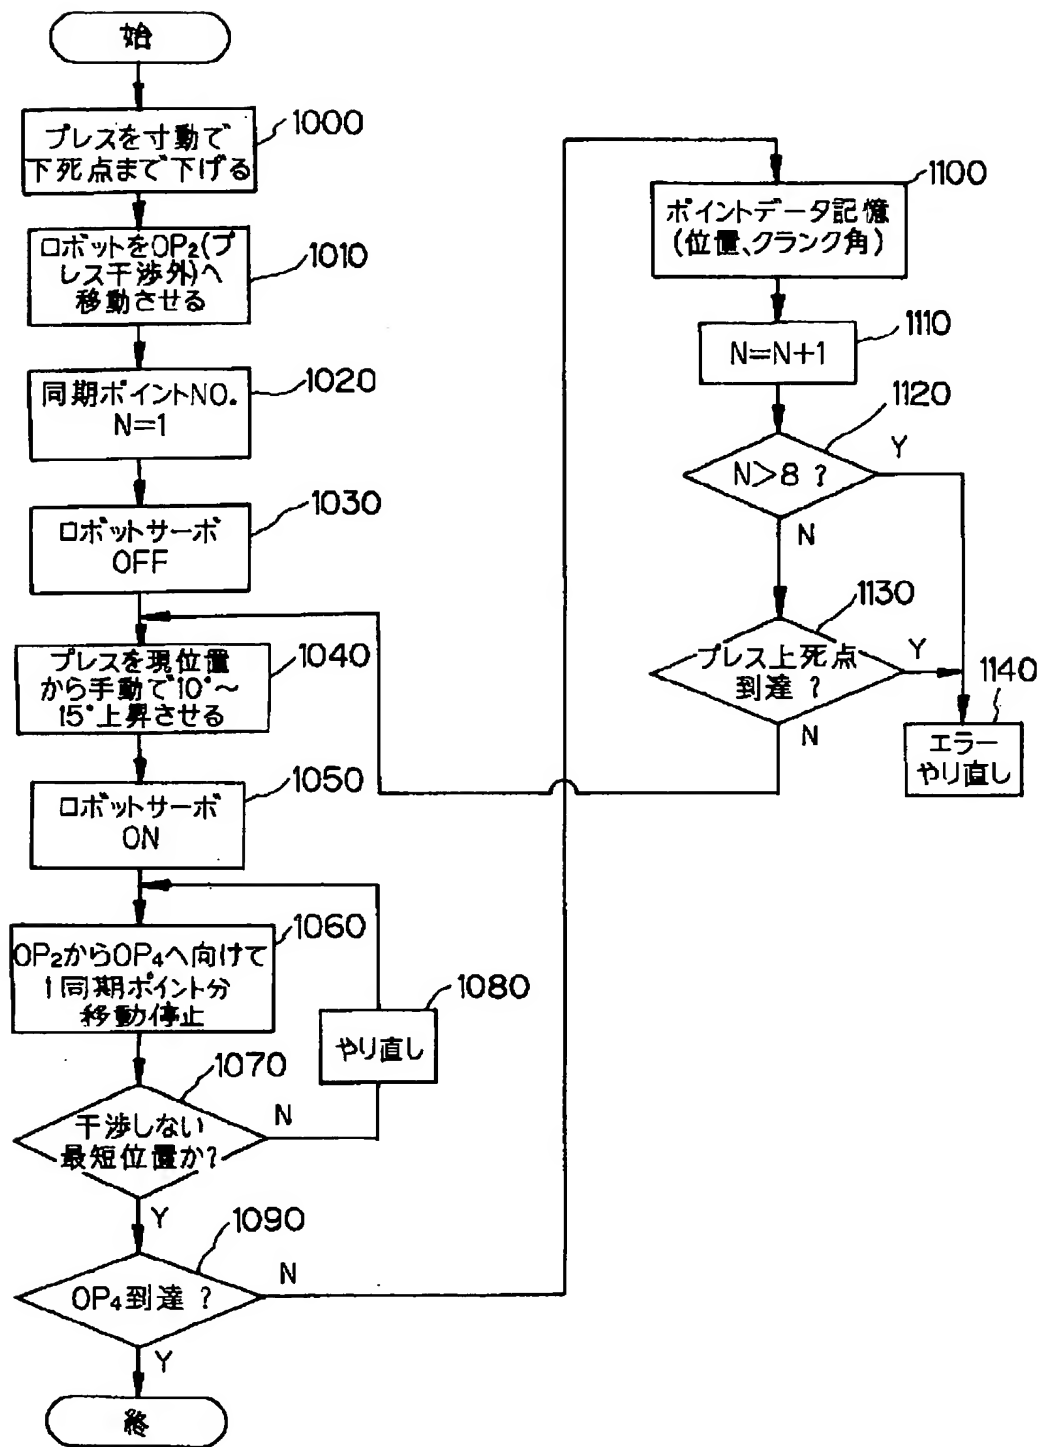 始
プレスを寸動で
下死点まで下げる
1000
ロボットをOP₂(プ
レス干渉外)へ
移動させる
1010
同期ポイントNO.
N=1
1020
ロボットサーボ
OFF
1030
プレスを現位置
から手動で10°〜
15°上昇させる
1040
ロボットサーボ
ON
1050
OP₂からOP₄へ向けて
1同期ポイント分
移動停止
1060
干渉しない
最短位置か?
1070
N
やり直し
1080
Y
OP₄到達?
1090
N
Y
終
ポイントデータ記憶
(位置、クランク角)
1100
N=N+1
1110
N>8?
1120
Y
N
プレス上死点
到達?
1130
Y
N
エラー
やり直し
1140